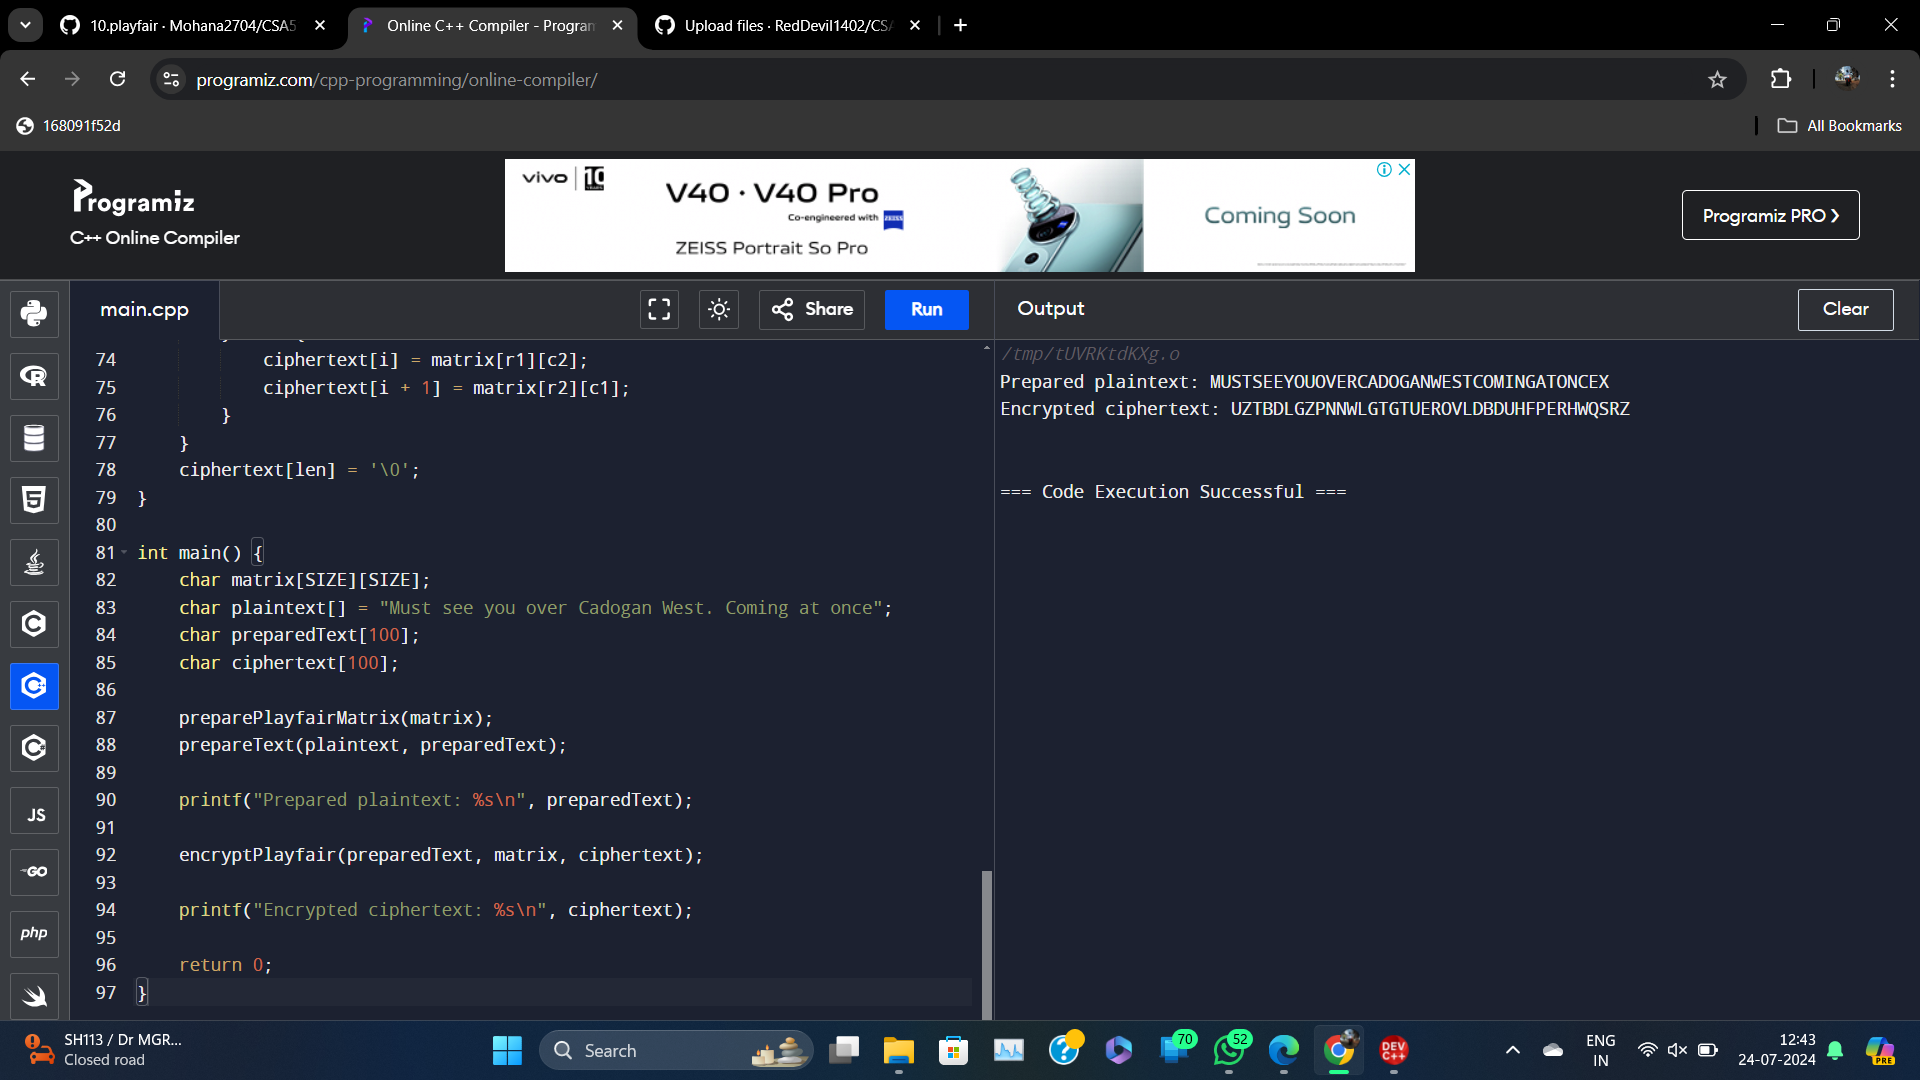 10.playfair · Mohana2704/CSA5
Online C++ Compiler - Program
Upload files · RedDevil1402/CSA
programiz.com/cpp-programming/online-compiler/
168091f52d
All Bookmarks
Programiz
C++ Online Compiler
vivo 10 YEARS
V40 · V40 Pro
Co-engineered with ZEISS
ZEISS Portrait So Pro
Coming Soon
Programiz PRO ❯
main.cpp
Share
Run
Output
Clear
74 ciphertext[i] = matrix[r1][c2];
75 ciphertext[i + 1] = matrix[r2][c1];
76 }
77 }
78 ciphertext[len] = '\0';
79 }
80
81 int main() {
82 char matrix[SIZE][SIZE];
83 char plaintext[] = "Must see you over Cadogan West. Coming at once";
84 char preparedText[100];
85 char ciphertext[100];
86
87 preparePlayfairMatrix(matrix);
88 prepareText(plaintext, preparedText);
89
90 printf("Prepared plaintext: %s\n", preparedText);
91
92 encryptPlayfair(preparedText, matrix, ciphertext);
93
94 printf("Encrypted ciphertext: %s\n", ciphertext);
95
96 return 0;
97 }
/tmp/tUVRKtdKXg.o
Prepared plaintext: MUSTSEEYOUOVERCADOGANWESTCOMINGATONCEX
Encrypted ciphertext: UZTBDLGZPNNWLGTGTUEROVLDBDUHFPERHWQSRZ
=== Code Execution Successful ===
JS
GO
php
SH113 / Dr MGR...
Closed road
Search
70
52
DEV C++
ENG
IN
12:43
24-07-2024
PRE